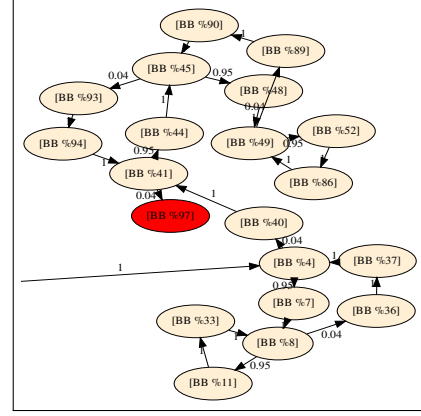 [BB %90]
1
[BB %89]
[BB %45]
0.04
0.95
[BB %93]
[BB %48]
1
0.04
[BB %44]
[BB %52]
[BB %94]
[BB %49]
0.95
0.95
1
1
1
[BB %41]
[BB %86]
0.04
1
[BB %97]
[BB %40]
0.04
[BB %4]
1
[BB %37]
1
0.95
1
[BB %7]
[BB %36]
[BB %33]
1
0.04
[BB %8]
1
0.95
[BB %11]